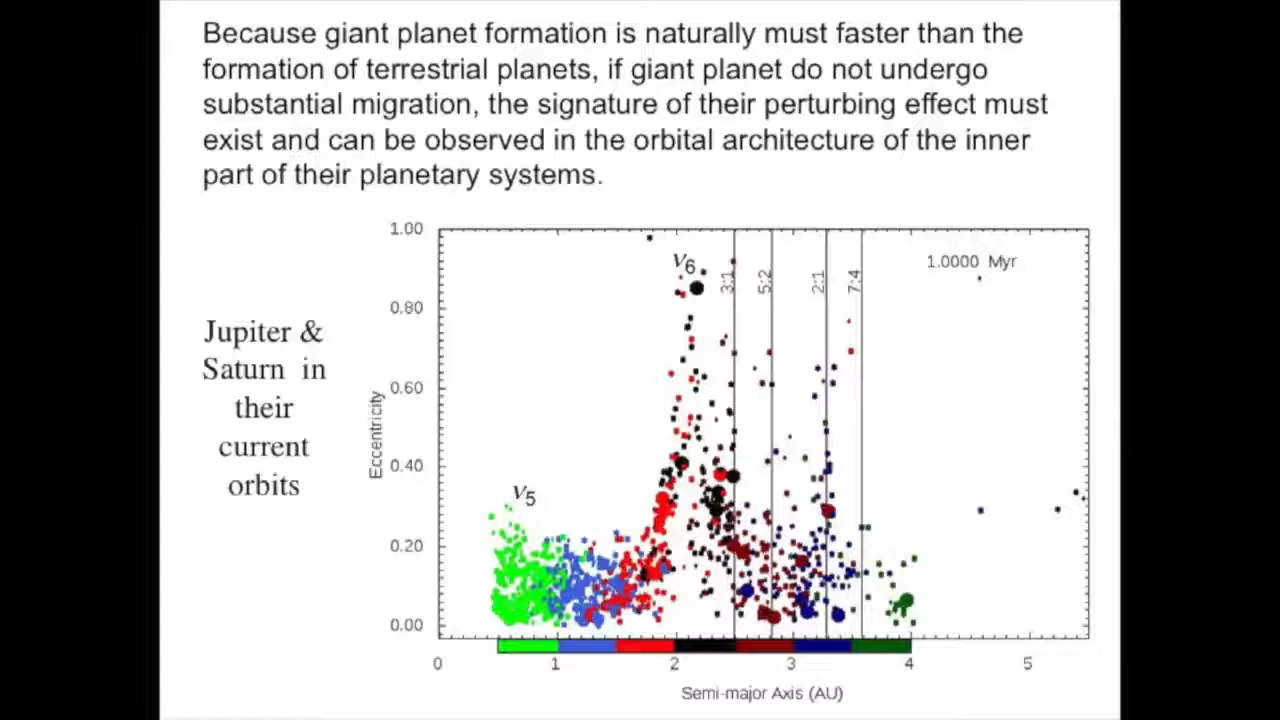 Because giant planet formation is naturally must faster than the
formation of terrestrial planets, if giant planet do not undergo
substantial migration, the signature of their perturbing effect must
exist and can be observed in the orbital architecture of the inner
part of their planetary systems.
Jupiter &
Saturn in
their
current
orbits
1.00
0.80
0.60
0.40
0.20
0.00
Eccentricity
ν5
ν6
3:1
5:2
2:1
7:4
1.0000 Myr
0 1 2 3 4 5
Semi-major Axis (AU)